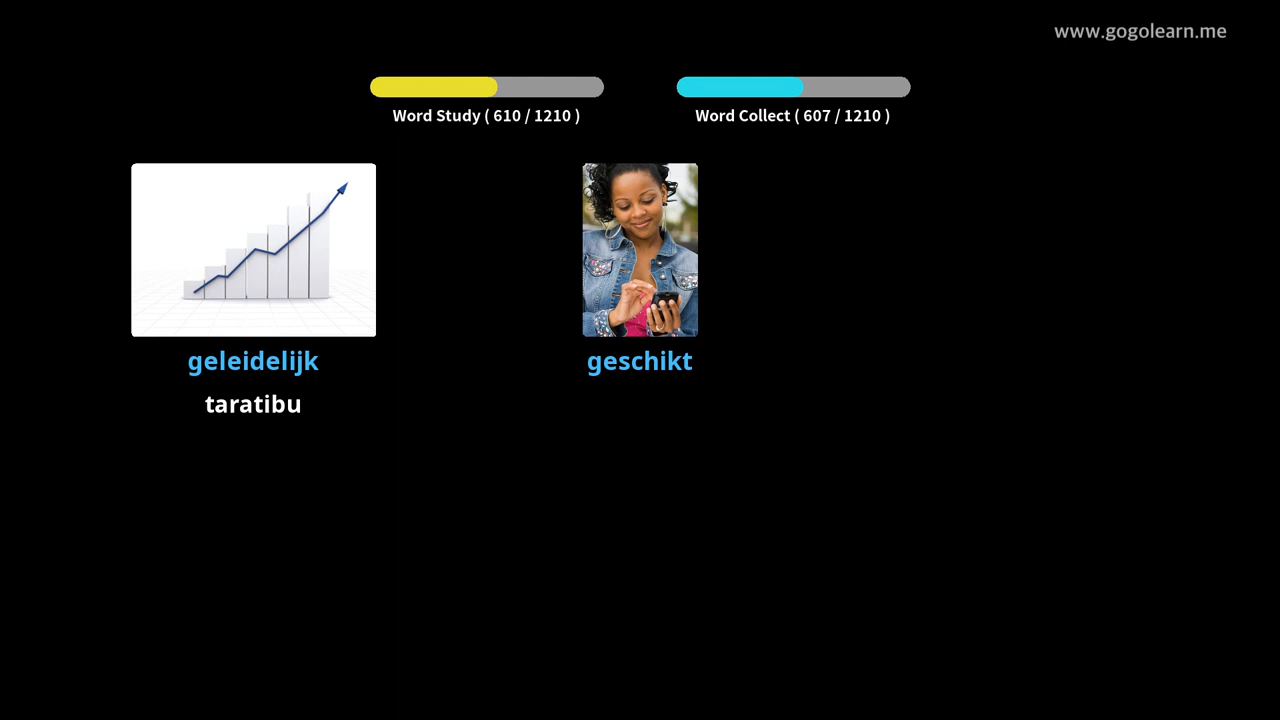 www.gogolearn.me
Word Study ( 610 / 1210 )
Word Collect ( 607 / 1210 )
geleidelijk
geschikt
taratibu